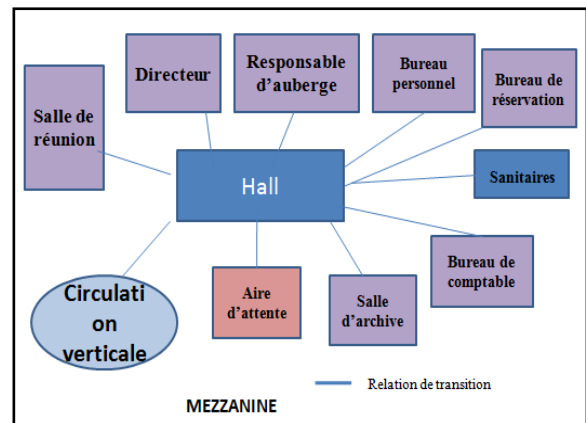 Directeur
Responsable
d'auberge
Bureau
personnel
Bureau de
réservation
Salle de
réunion
Hall
Sanitaires
Bureau de
comptable
Circulati
on
verticale
Aire
d'attente
Salle
d'archive
Relation de transition
MEZZANINE